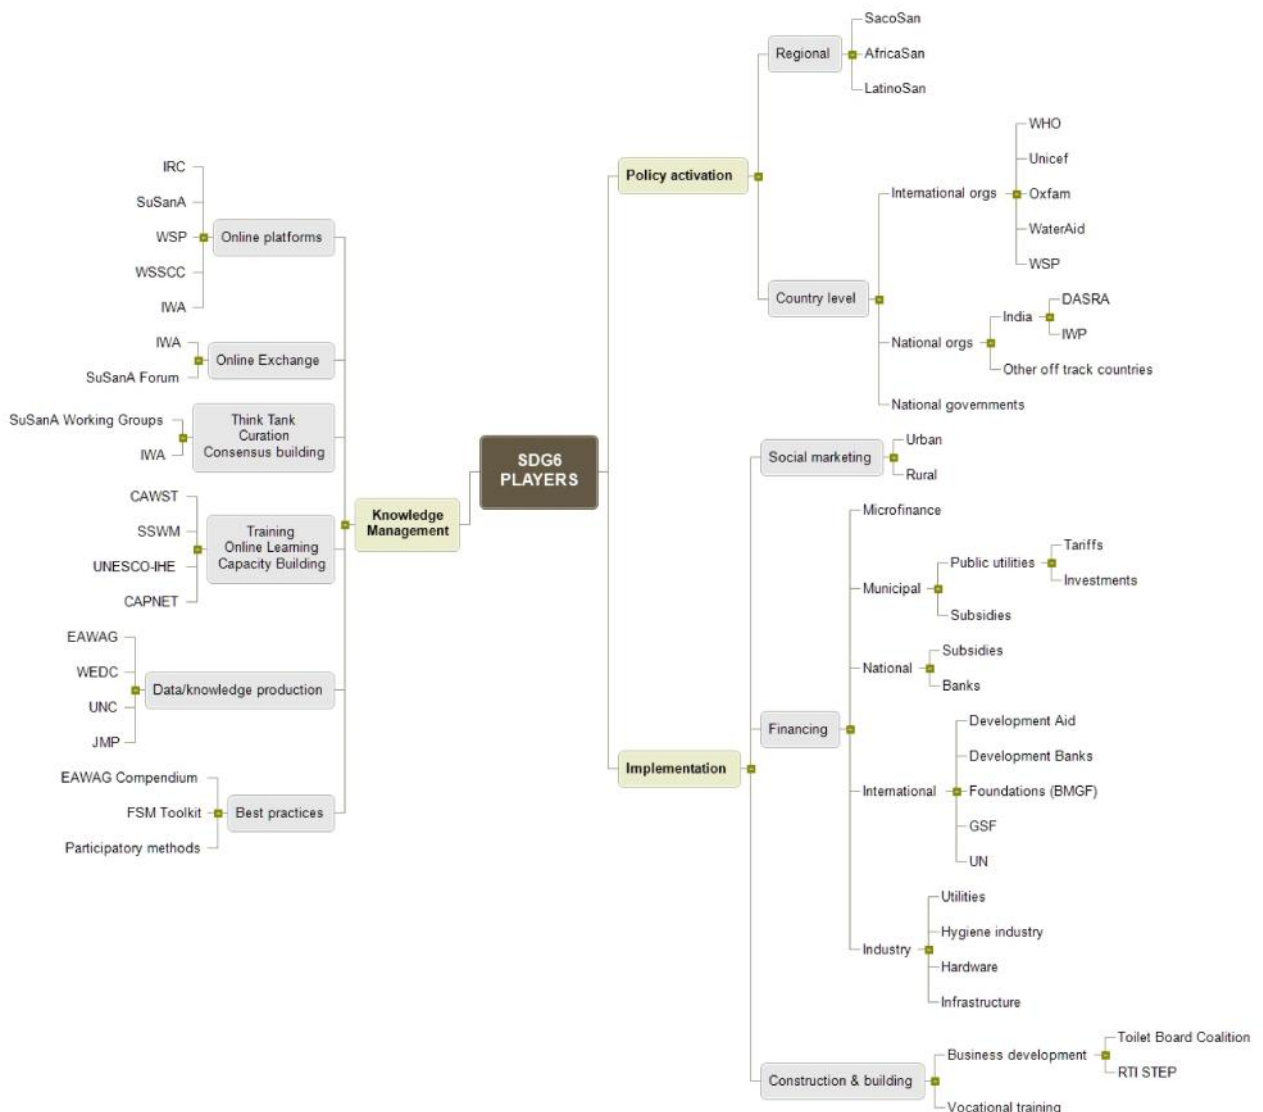 SDG6
PLAYERS
Policy activation
Regional
SacoSan
AfricaSan
LatinoSan
Country level
International orgs
WHO
Unicef
Oxfam
WaterAid
WSP
National orgs
India
DASRA
IWP
Other off track countries
National governments
Implementation
Social marketing
Urban
Rural
Financing
Microfinance
Municipal
Public utilities
Tariffs
Investments
Subsidies
National
Subsidies
Banks
International
Development Aid
Development Banks
Foundations (BMGF)
GSF
UN
Industry
Utilities
Hygiene industry
Hardware
Infrastructure
Construction & building
Business development
Toilet Board Coalition
RTI STEP
Vocational training
Knowledge
Management
Online platforms
IRC
SuSanA
WSP
WSSCC
IWA
Online Exchange
IWA
SuSanA Forum
Think Tank
Curation
Consensus building
SuSanA Working Groups
IWA
Training
Online Learning
Capacity Building
CAWST
SSWM
UNESCO-IHE
CAPNET
Data/knowledge production
EAWAG
WEDC
UNC
JMP
Best practices
EAWAG Compendium
FSM Toolkit
Participatory methods